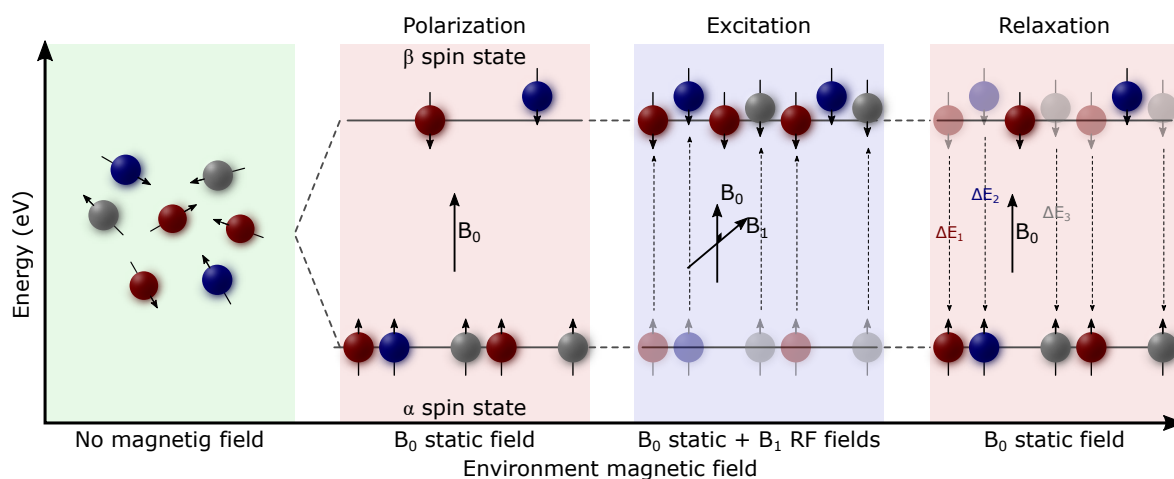 Polarization
Excitation
Relaxation
β spin state
Energy (eV)
B0
B0
B1
ΔE1
ΔE2
ΔE3
B0
α spin state
No magnetig field
B0 static field
B0 static + B1 RF fields
B0 static field
Environment magnetic field